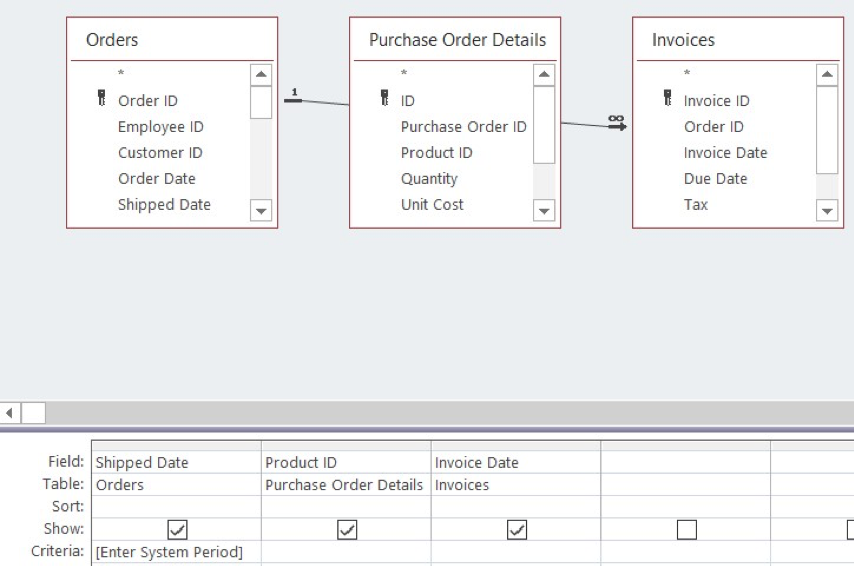 Orders Purchase Order Details Invoices
* * *
Order ID ID Invoice ID
1
Employee ID Purchase Order ID Order ID
∞
Customer ID Product ID Invoice Date
Order Date Quantity Due Date
Shipped Date Unit Cost Tax
Field: Shipped Date Product ID Invoice Date
Table: Orders Purchase Order Details Invoices
Sort:
Show:
Criteria: [Enter System Period]